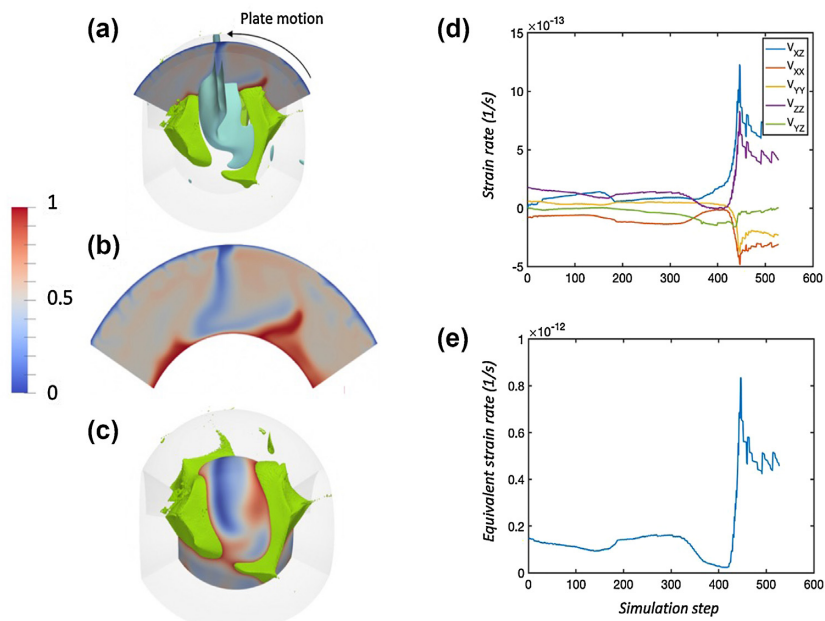 (a)
Plate motion
1
0.5
0
(b)
(c)
(d)
×10⁻¹³
15
10
5
0
-5
0 100 200 300 400 500 600
Strain rate (1/s)
V_XZ
V_XX
V_YY
V_ZZ
V_YZ
(e)
×10⁻¹²
1
0.8
0.6
0.4
0.2
0
0 100 200 300 400 500 600
Equivalent strain rate (1/s)
Simulation step